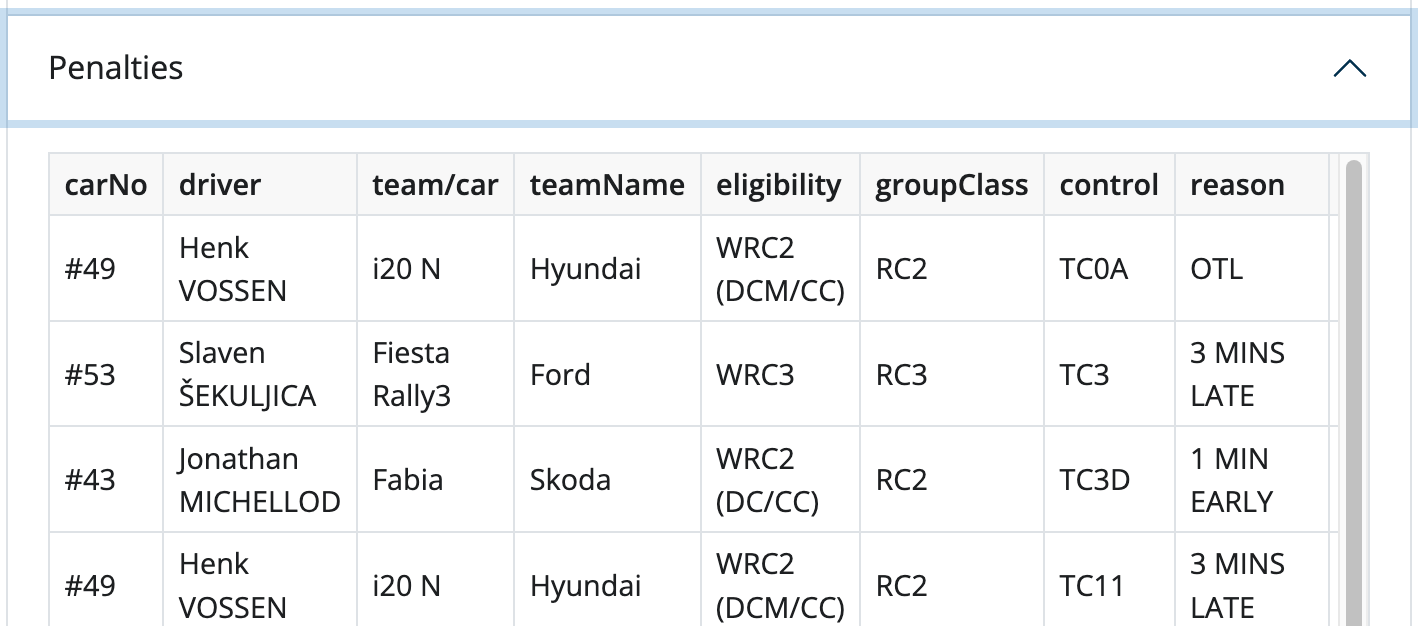 Penalties
carNo driver team/car teamName eligibility groupClass control reason
#49 Henk VOSSEN i20 N Hyundai WRC2 (DCM/CC) RC2 TC0A OTL
#53 Slaven ŠEKULJICA Fiesta Rally3 Ford WRC3 RC3 TC3 3 MINS LATE
#43 Jonathan MICHELLOD Fabia Skoda WRC2 (DC/CC) RC2 TC3D 1 MIN EARLY
#49 Henk VOSSEN i20 N Hyundai WRC2 (DCM/CC) RC2 TC11 3 MINS LATE